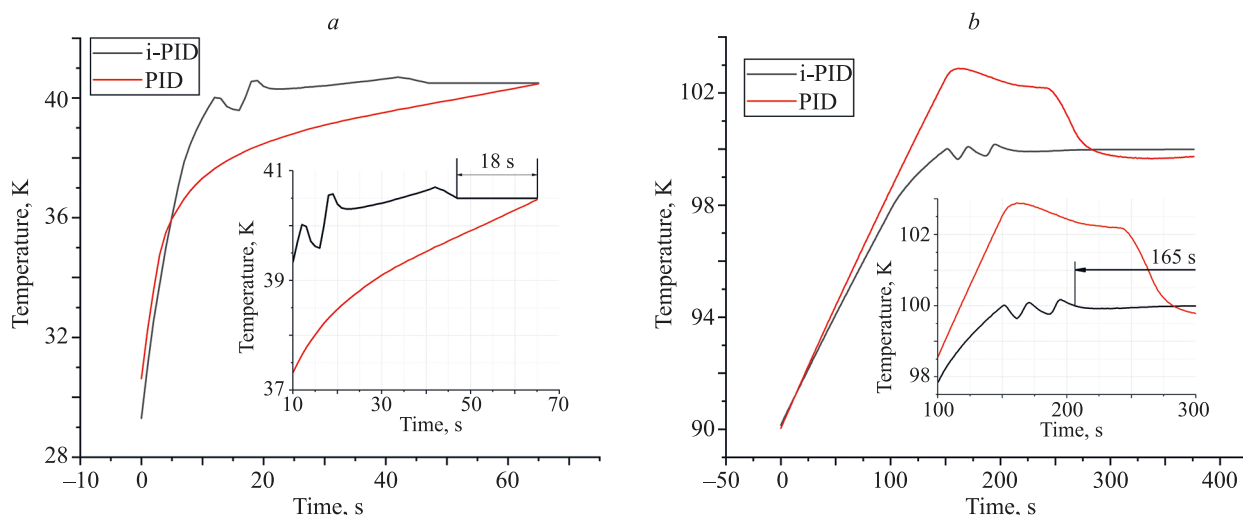 a
i-PID
PID
Temperature, K
40
36
32
28
–10
0
20
40
60
Time, s
18 s
Temperature, K
41
39
37
10
30
50
70
Time, s
b
i-PID
PID
Temperature, K
102
98
94
90
–50
0
100
200
300
400
Time, s
165 s
Temperature, K
102
100
98
100
200
300
Time, s